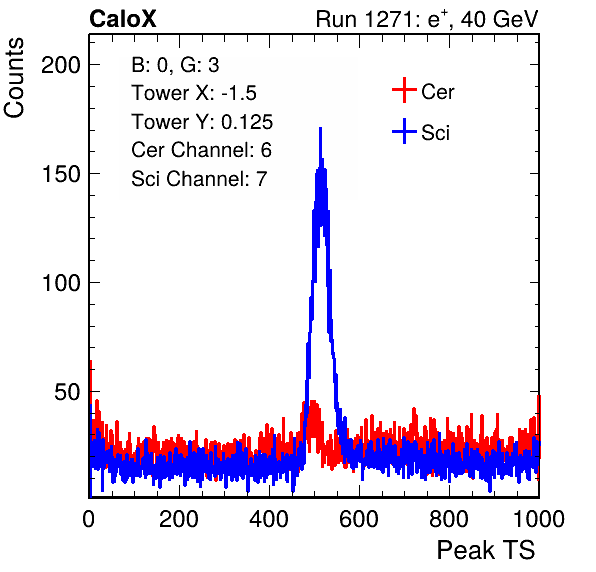 CaloX Run 1271: e⁺, 40 GeV
Counts
200
150
100
50
B: 0, G: 3
Tower X: -1.5
Tower Y: 0.125
Cer Channel: 6
Sci Channel: 7
Cer
Sci
0 200 400 600 800 1000
Peak TS